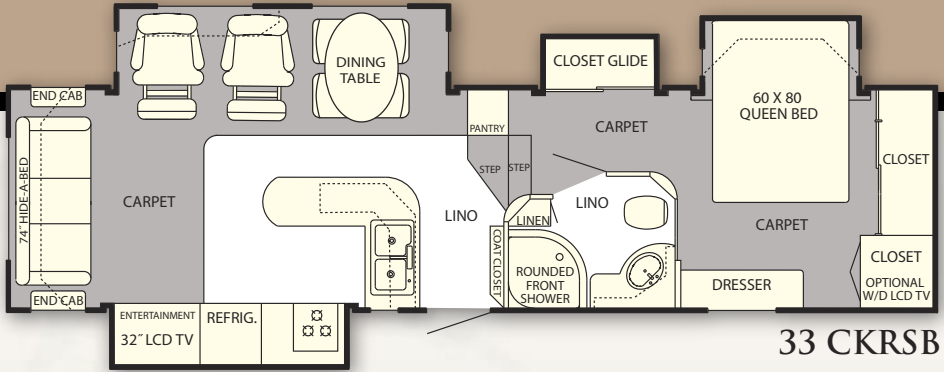 END CAB
74" HIDE-A-BED
END CAB
CARPET
DINING
TABLE
ENTERTAINMENT
32" LCD TV
REFRIG.
LINO
PANTRY
STEP
STEP
COAT CLOSET
LINEN
ROUNDED
FRONT
SHOWER
LINO
CLOSET GLIDE
CARPET
60 X 80
QUEEN BED
CARPET
DRESSER
CLOSET
CLOSET
OPTIONAL
W/D LCD TV
33 CKRSB